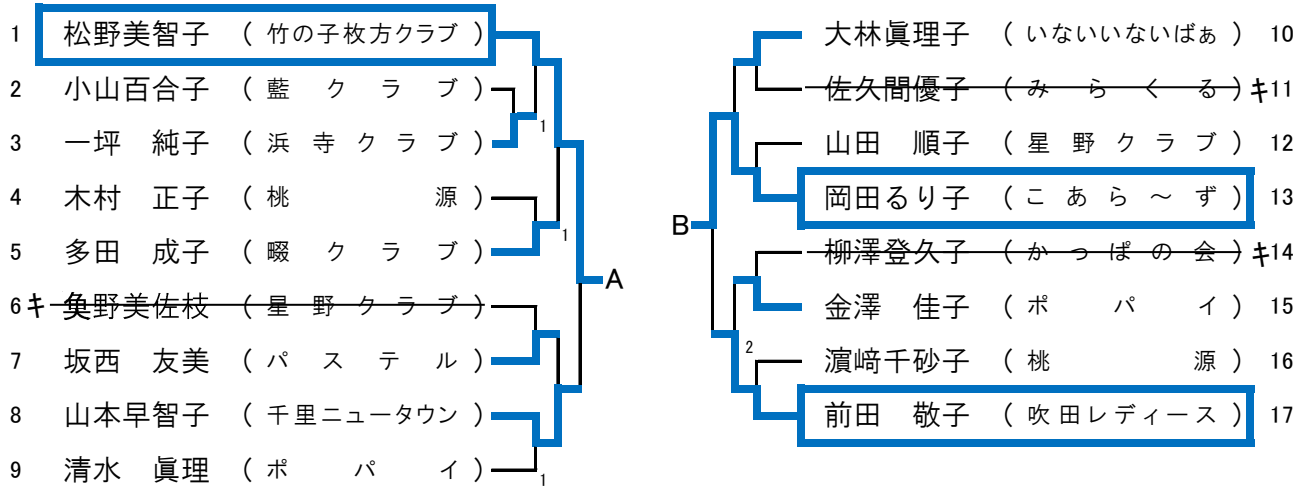 1 松野美智子 (竹の子枚方クラブ)
2 小山百合子 (藍クラブ)
3 一坪 純子 (浜寺クラブ)
1
4 木村 正子 (桃源)
5 多田 成子 (畷クラブ)
1
A
6 キ 奥野美佐枝 (星野クラブ)
7 坂西 友美 (パステル)
8 山本早智子 (千里ニュータウン)
9 清水 眞理 (ポパイ)
1
大林眞理子 (いないいないばぁ) 10
佐久間優子 (みらくる) キ 11
山田 順子 (星野クラブ) 12
岡田るり子 (こあら～ず) 13
B
柳澤登久子 (かっぱの会) キ 14
金澤 佳子 (ポパイ) 15
2
濵﨑千砂子 (桃源) 16
前田 敬子 (吹田レディース) 17